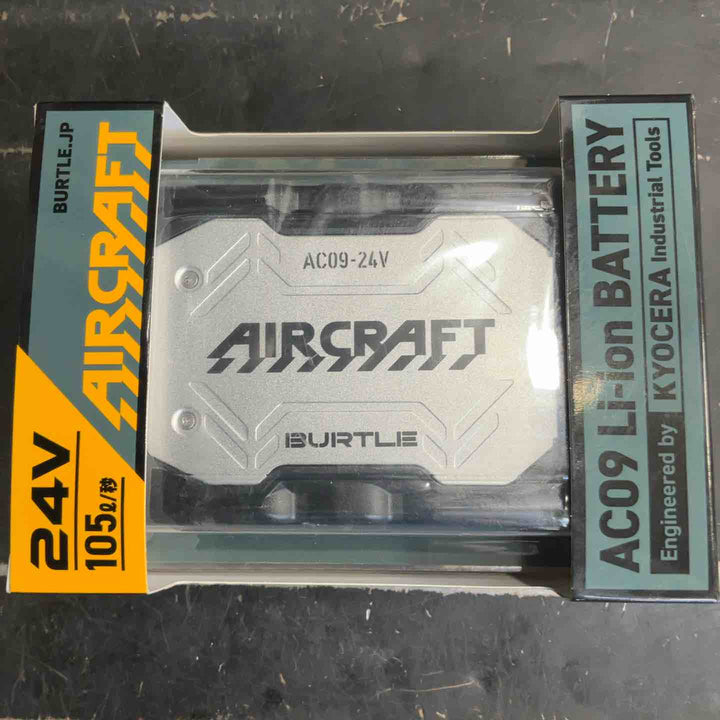 BURTLE.JP
AIRCRAFT
24V
105ℓ/秒
AC09-24V
AIRCRAFT
BURTLE
AC09 Li-ion BATTERY
Engineered by KYOCERA Industrial Tools